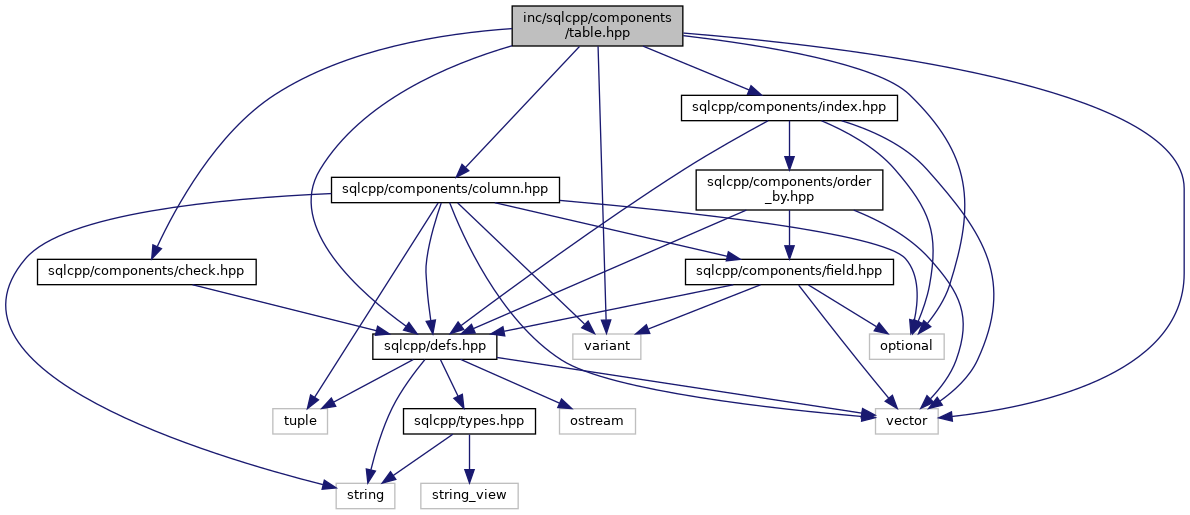 inc/sqlcpp/components
/table.hpp
sqlcpp/components/index.hpp
sqlcpp/components/column.hpp
sqlcpp/components/order
_by.hpp
sqlcpp/components/check.hpp
sqlcpp/components/field.hpp
sqlcpp/defs.hpp
variant
optional
tuple
sqlcpp/types.hpp
ostream
vector
string
string_view